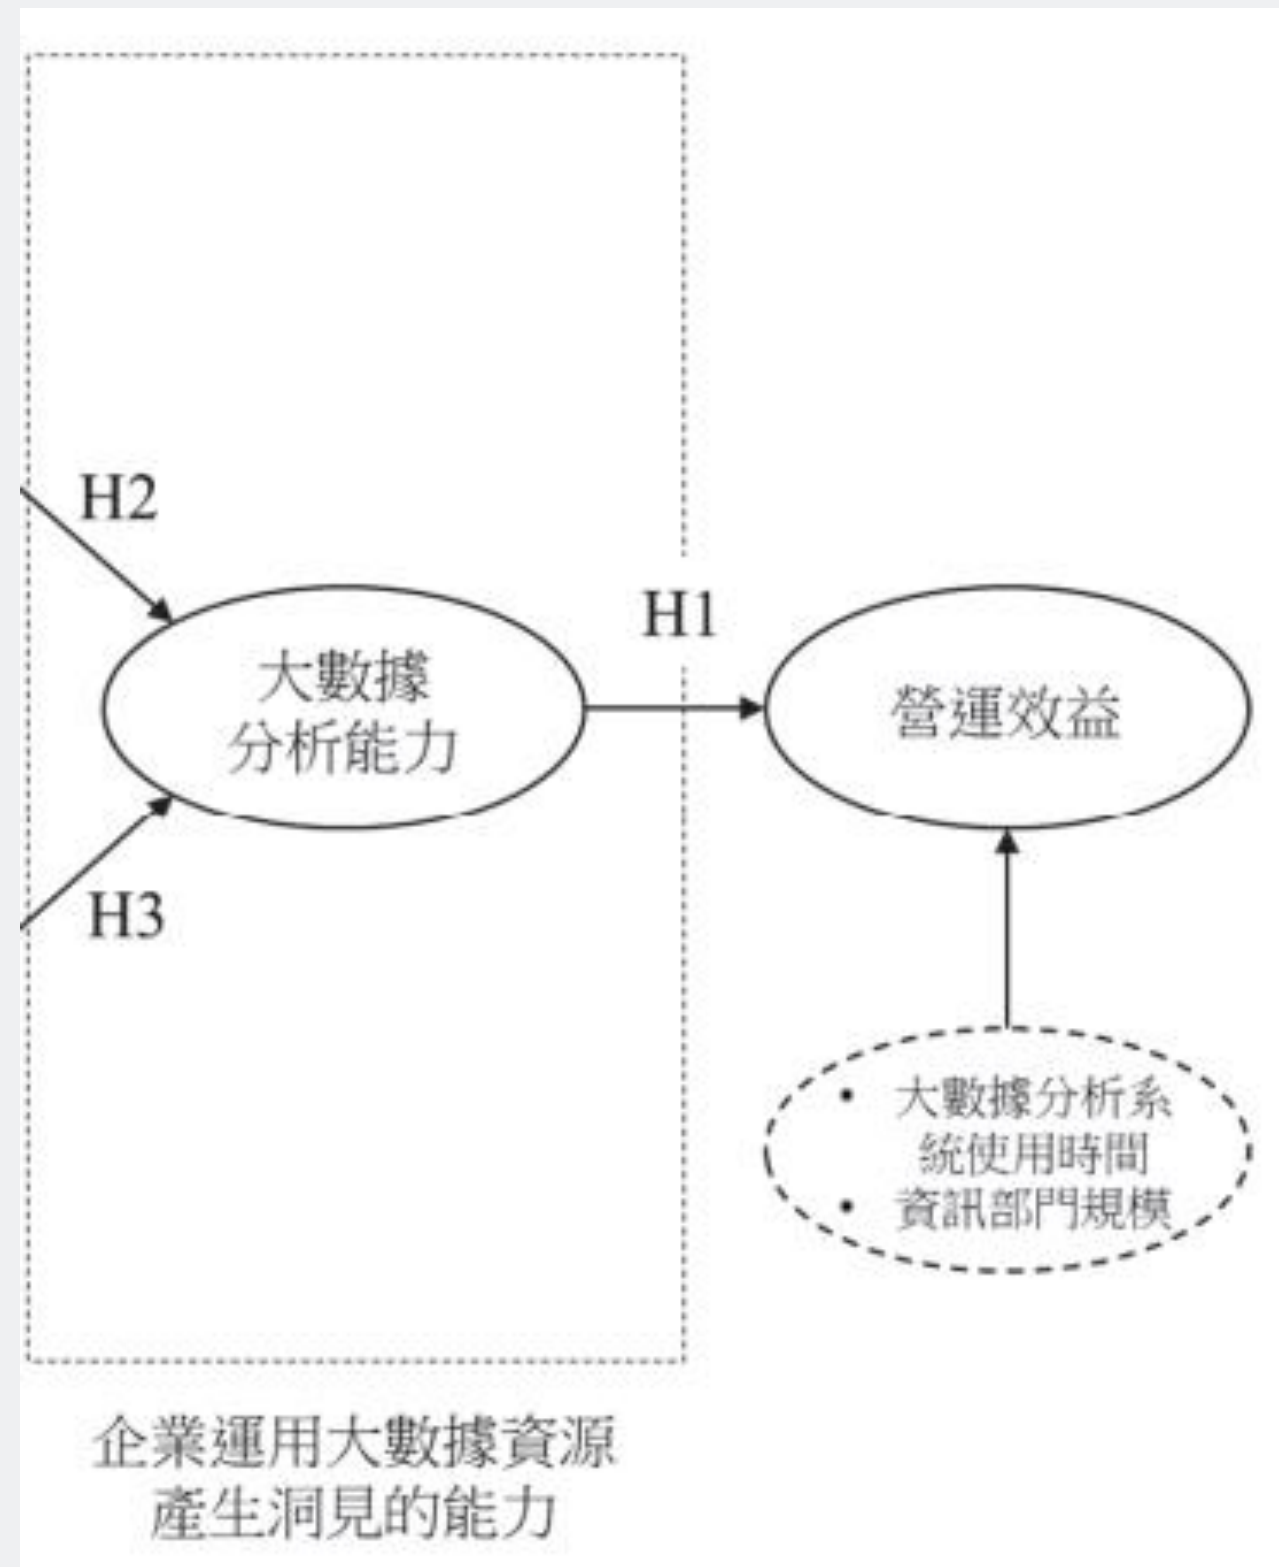 H2
H1
大數據
分析能力
營運效益
H3
• 大數據分析系
統使用時間
• 資訊部門規模
企業運用大數據資源
產生洞見的能力